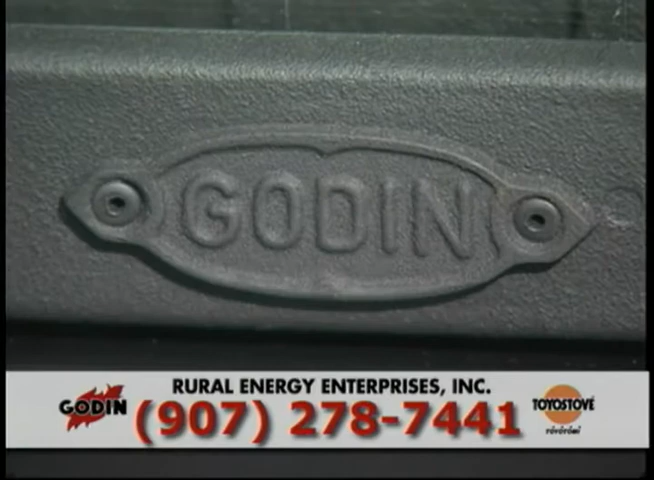 GODIN
RURAL ENERGY ENTERPRISES, INC.
GODIN
(907) 278-7441
TOYOSTOVE